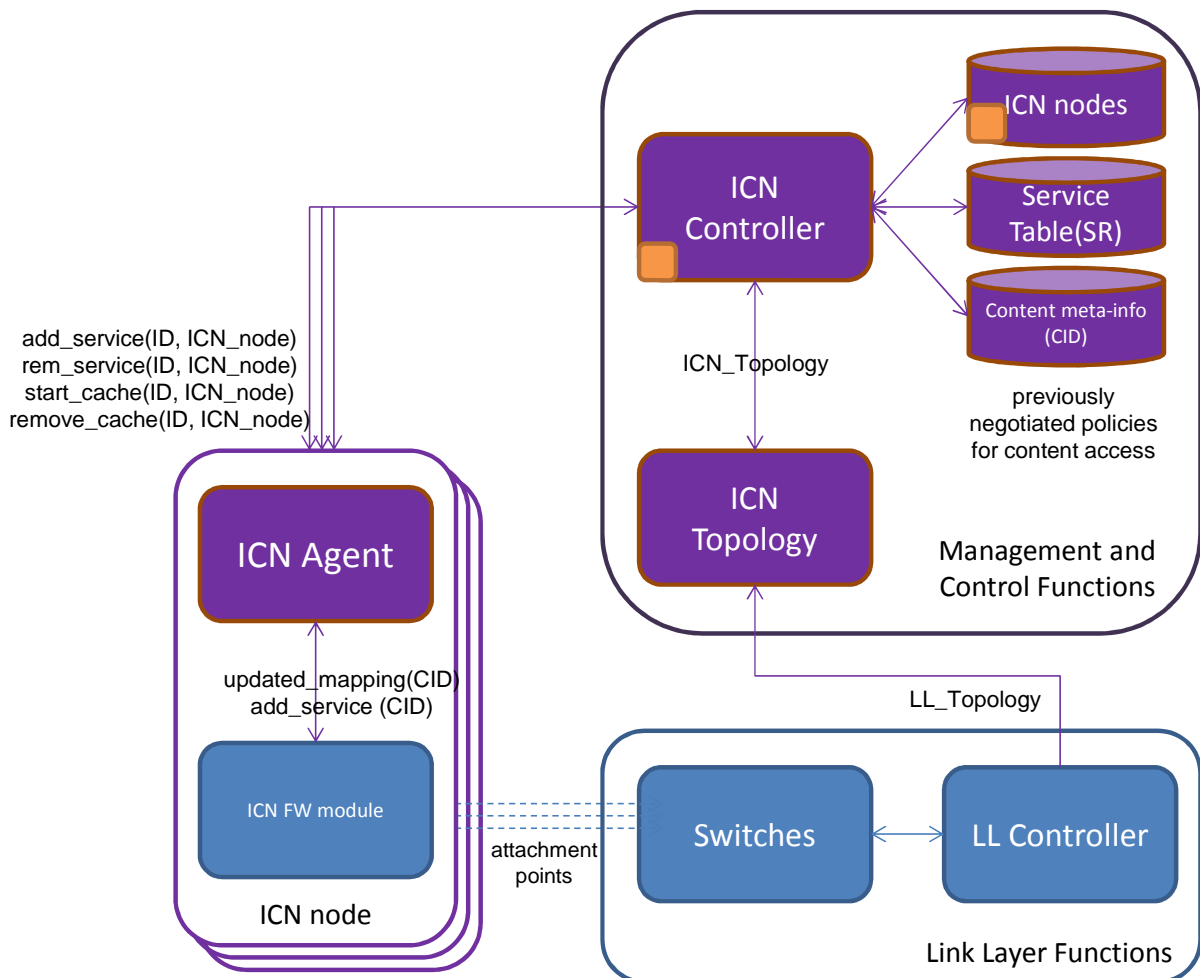 ICN nodes
ICN
Controller
Service
Table(SR)
Content meta-info
(CID)
add_service(ID, ICN_node)
rem_service(ID, ICN_node)
start_cache(ID, ICN_node)
remove_cache(ID, ICN_node)
ICN_Topology
previously
negotiated policies
for content access
ICN
Topology
Management and
Control Functions
ICN Agent
updated_mapping(CID)
add_service (CID)
LL_Topology
ICN FW module
attachment
points
Switches
LL Controller
ICN node
Link Layer Functions